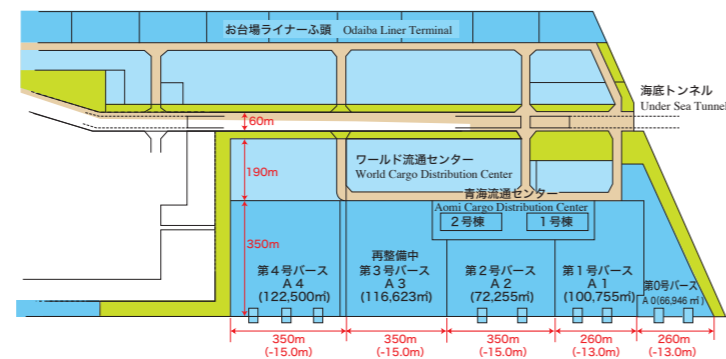 お台場ライナーふ頭 Odaiba Liner Terminal
海底トンネル
Under Sea Tunnel
60m
ワールド流通センター
World Cargo Distribution Center
190m
青海流通センター
Aomi Cargo Distribution Center
2号棟
1号棟
350m
第4号バース
A 4
(122,500㎡)
再整備中
第3号バース
A 3
(116,623㎡)
第2号バース
A 2
(72,255㎡)
第1号バース
A 1
(100,755㎡)
第0号バース
A 0(66,946㎡)
350m
(-15.0m)
350m
(-15.0m)
350m
(-15.0m)
260m
(-13.0m)
260m
(-13.0m)